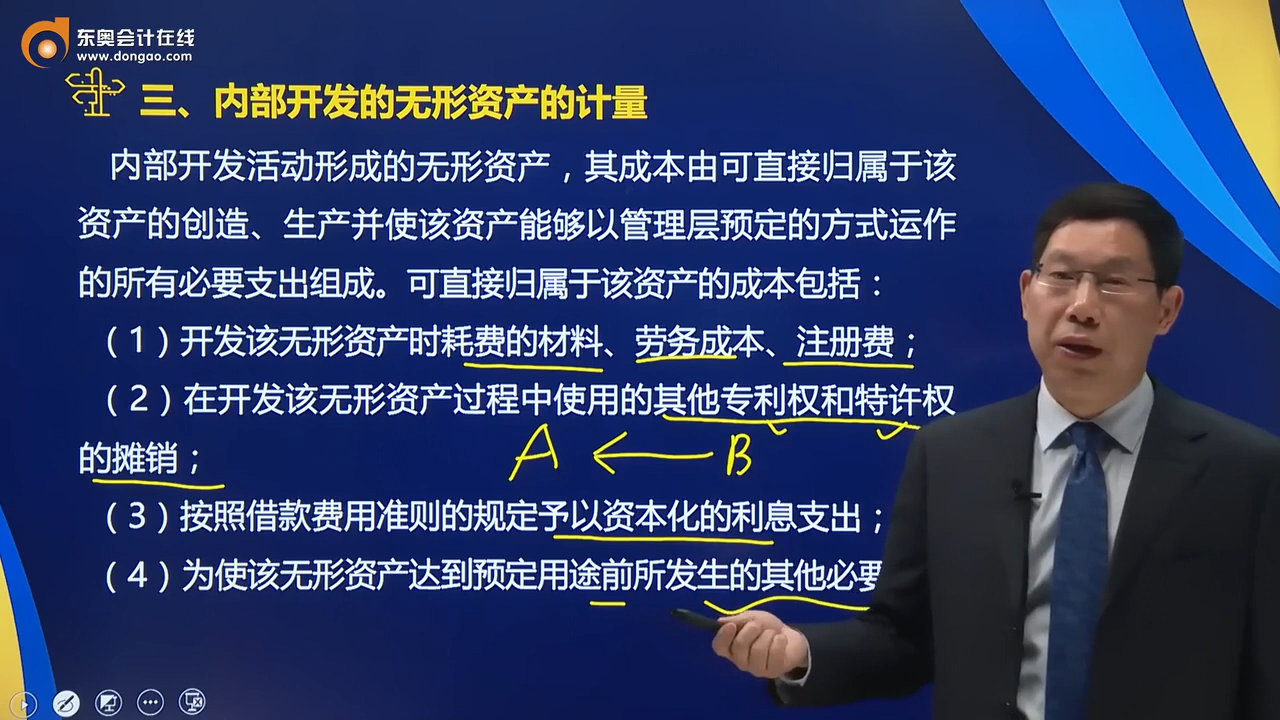 东奥会计在线
www.dongao.com
三、内部开发的无形资产的计量
内部开发活动形成的无形资产，其成本由可直接归属于该
资产的创造、生产并使该资产能够以管理层预定的方式运作
的所有必要支出组成。可直接归属于该资产的成本包括：
（1）开发该无形资产时耗费的材料、劳务成本、注册费；
（2）在开发该无形资产过程中使用的其他专利权和特许权
的摊销；
A ← B
（3）按照借款费用准则的规定予以资本化的利息支出；
（4）为使该无形资产达到预定用途前所发生的其他必要